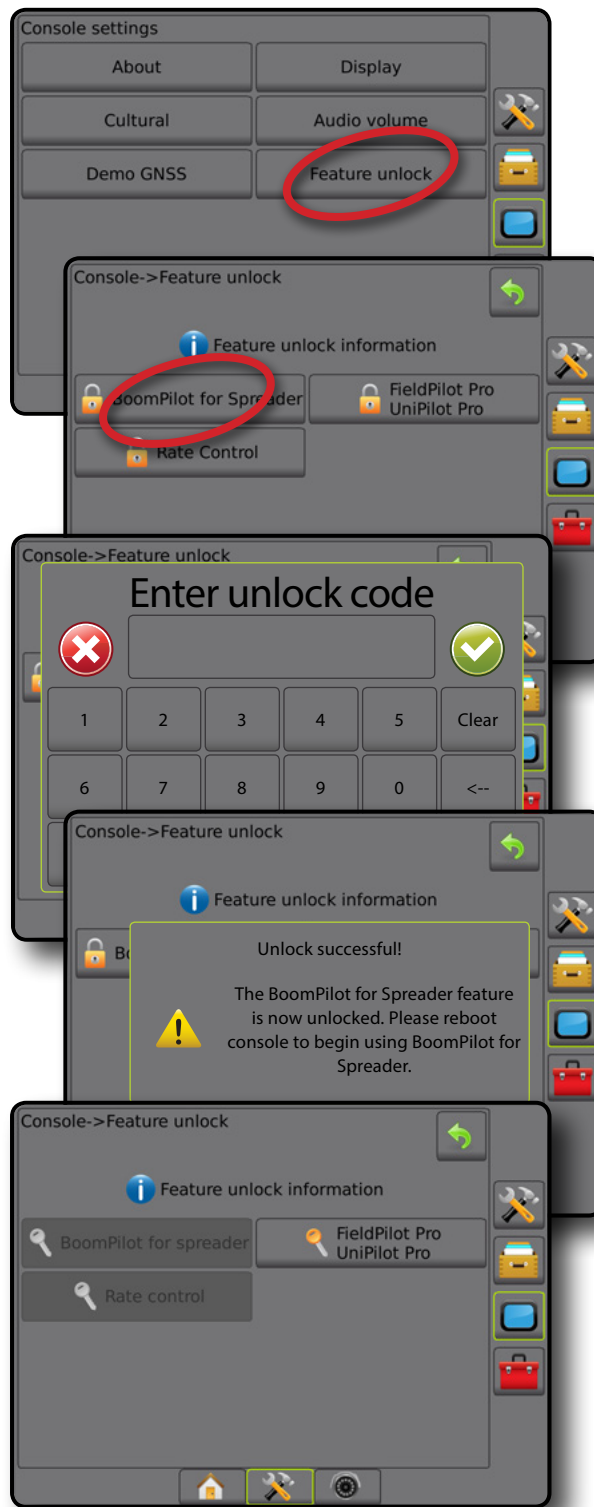 Console settings
About
Display
Cultural
Audio volume
Demo GNSS
Feature unlock
Console->Feature unlock
Feature unlock information
BoomPilot for Spreader
FieldPilot Pro
UniPilot Pro
Rate Control
Console->Feature unlock
Enter unlock code
1
2
3
4
5
Clear
6
7
8
9
0
<--
Console->Feature unlock
Feature unlock information
Unlock successful!
The BoomPilot for Spreader feature
is now unlocked. Please reboot
console to begin using BoomPilot for
Spreader.
Console->Feature unlock
Feature unlock information
BoomPilot for spreader
FieldPilot Pro
UniPilot Pro
Rate control